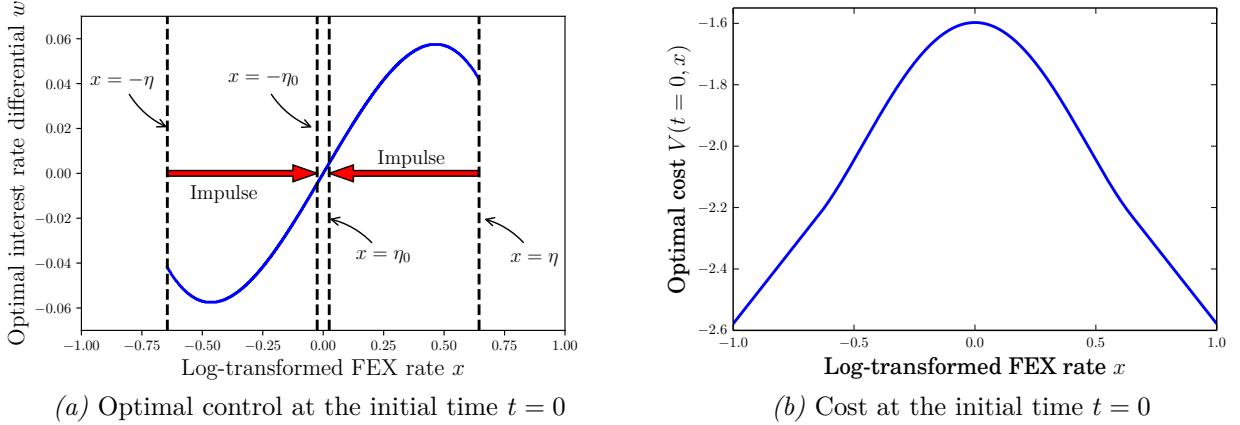 Optimal interest rate differential w
0.06
0.04
0.02
0.00
−0.02
−0.04
−0.06
x = −η
x = −η₀
Impulse
Impulse
x = η₀
x = η
−1.00 −0.75 −0.50 −0.25 0.00 0.25 0.50 0.75 1.00
Log-transformed FEX rate x
(a) Optimal control at the initial time t = 0
Optimal cost V(t = 0, x)
−1.6
−1.8
−2.0
−2.2
−2.4
−2.6
−1.0 −0.5 0.0 0.5 1.0
Log-transformed FEX rate x
(b) Cost at the initial time t = 0